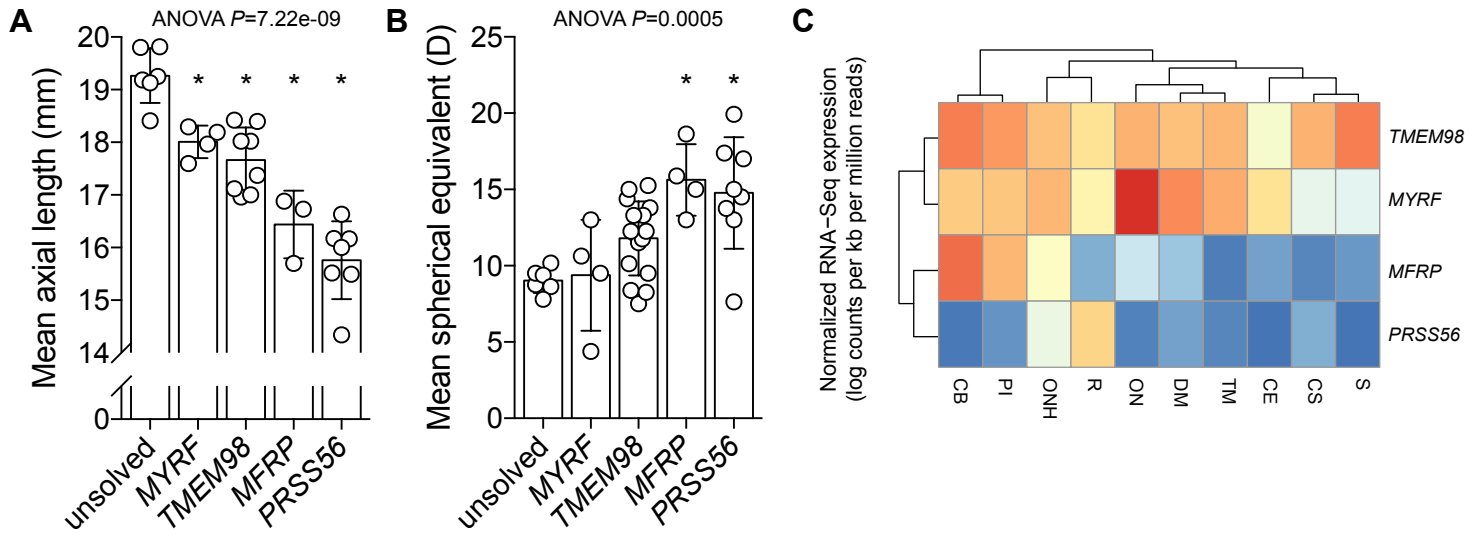 A
ANOVA P=7.22e-09
Mean axial length (mm)
20
19
18
17
16
15
14
0
* * * *
unsolved
MYRF
TMEM98
MFRP
PRSS56
B
ANOVA P=0.0005
Mean spherical equivalent (D)
25
20
15
10
5
0
* *
unsolved
MYRF
TMEM98
MFRP
PRSS56
C
Normalized RNA−Seq expression
(log counts per kb per million reads)
TMEM98
MYRF
MFRP
PRSS56
CB
PI
ONH
R
ON
DM
TM
CE
CS
S